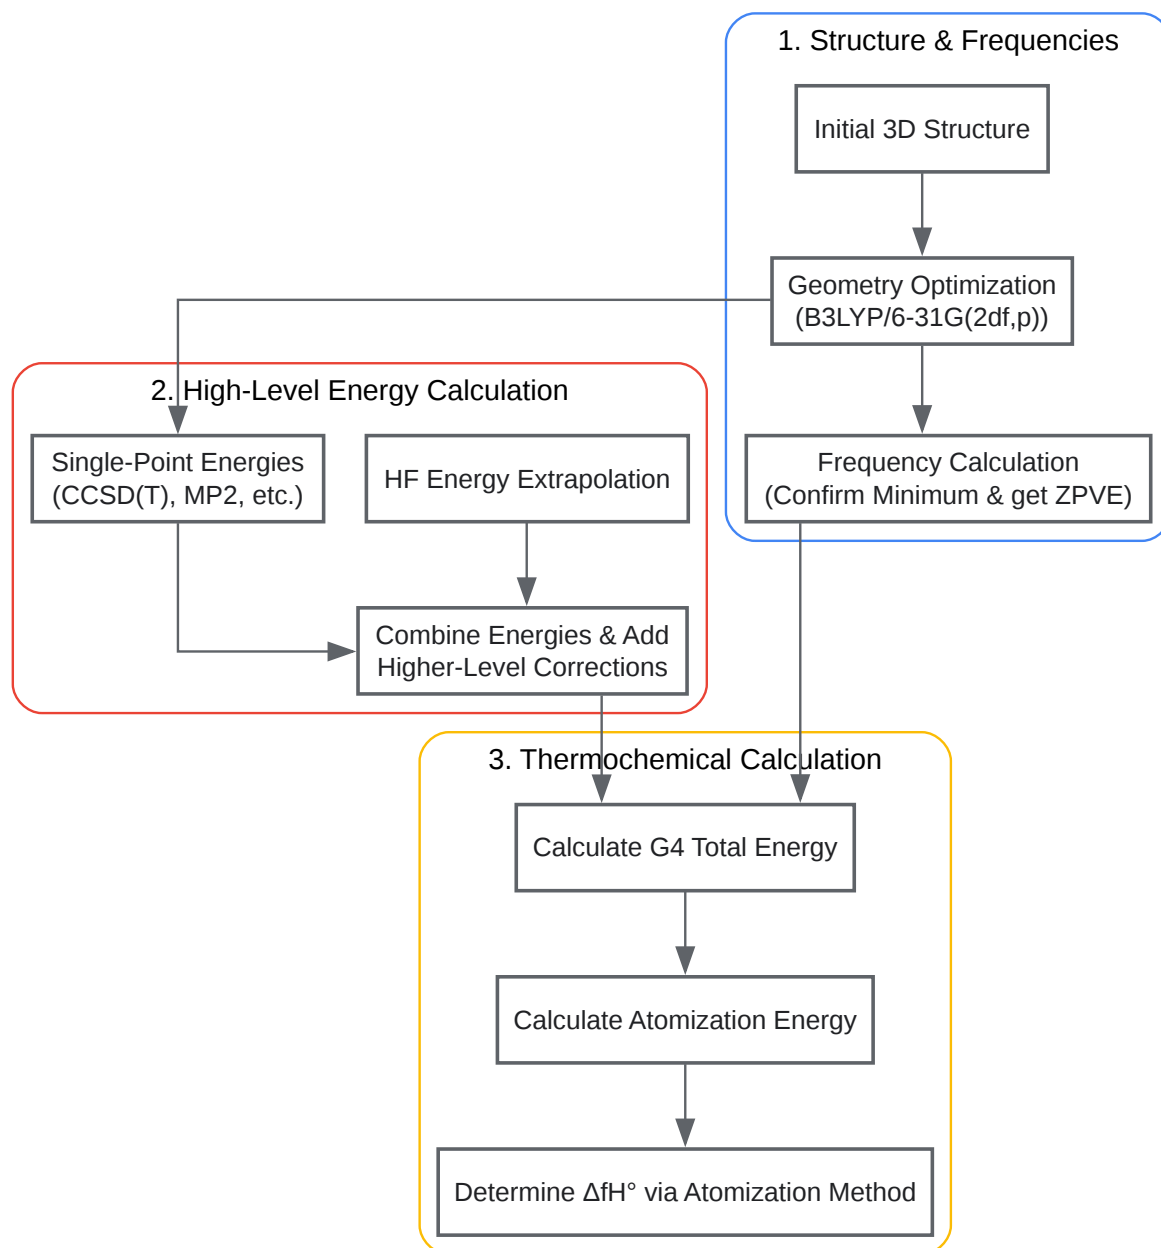 1. Structure & Frequencies
Initial 3D Structure
Geometry Optimization
(B3LYP/6-31G(2df,p))
Frequency Calculation
(Confirm Minimum & get ZPVE)
2. High-Level Energy Calculation
Single-Point Energies
(CCSD(T), MP2, etc.)
HF Energy Extrapolation
Combine Energies & Add
Higher-Level Corrections
3. Thermochemical Calculation
Calculate G4 Total Energy
Calculate Atomization Energy
Determine ΔfH° via Atomization Method